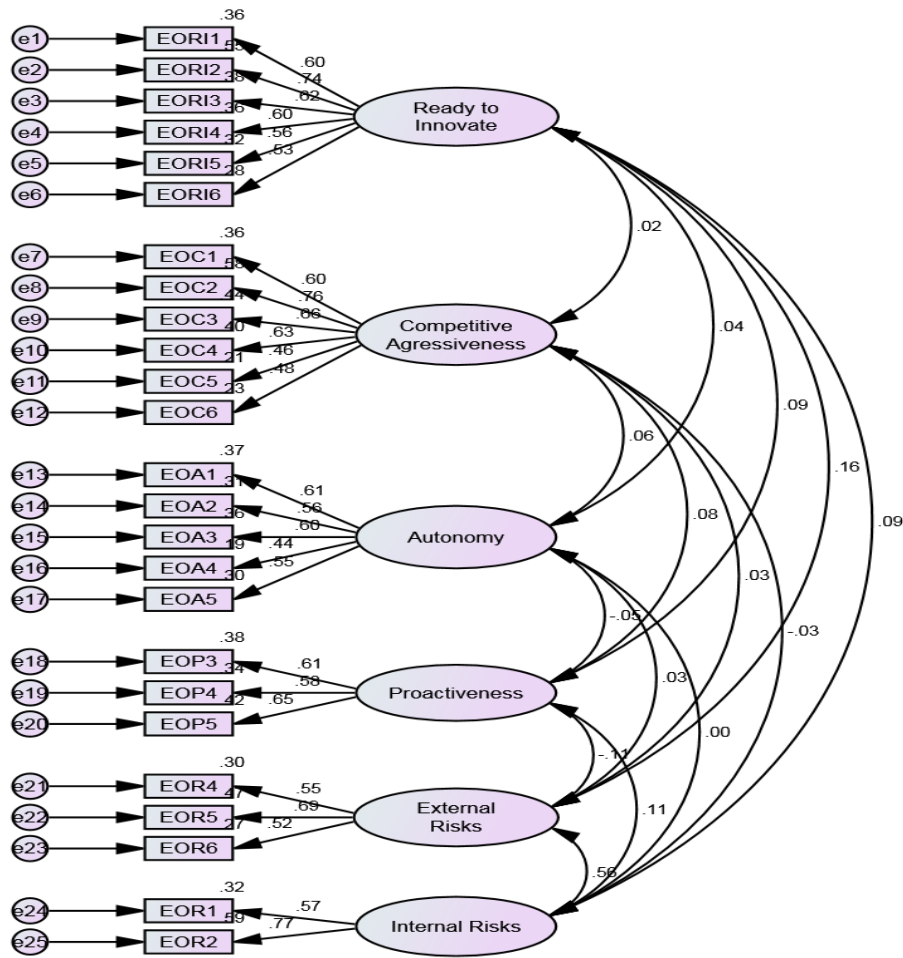 .36
e1 EORI1
.55
.60
e2 EORI2
.74
.38
e3 EORI3
.62
.36
e4 EORI4
.60
.32
e5 EORI5
.56
.28
e6 EORI6
.53
Ready to
Innovate
.02
.36
e7 EOC1
.58
.60
e8 EOC2
.76
.44
e9 EOC3
.66
.40
e10 EOC4
.63
.21
e11 EOC5
.46
.23
e12 EOC6
.48
Competitive
Agressiveness
.04
.09
.06
.16
.37
e13 EOA1
.31
.61
e14 EOA2
.56
.36
e15 EOA3
.60
.19
e16 EOA4
.44
.30
e17 EOA5
.55
Autonomy
.08
.09
.03
-.05
-.03
.38
e18 EOP3
.34
.61
e19 EOP4
.58
.42
e20 EOP5
.65
Proactiveness
.03
.00
-.11
.30
e21 EOR4
.47
.55
e22 EOR5
.69
.27
e23 EOR6
.52
External
Risks
.11
.56
.32
e24 EOR1
.59
.57
e25 EOR2
.77
Internal Risks